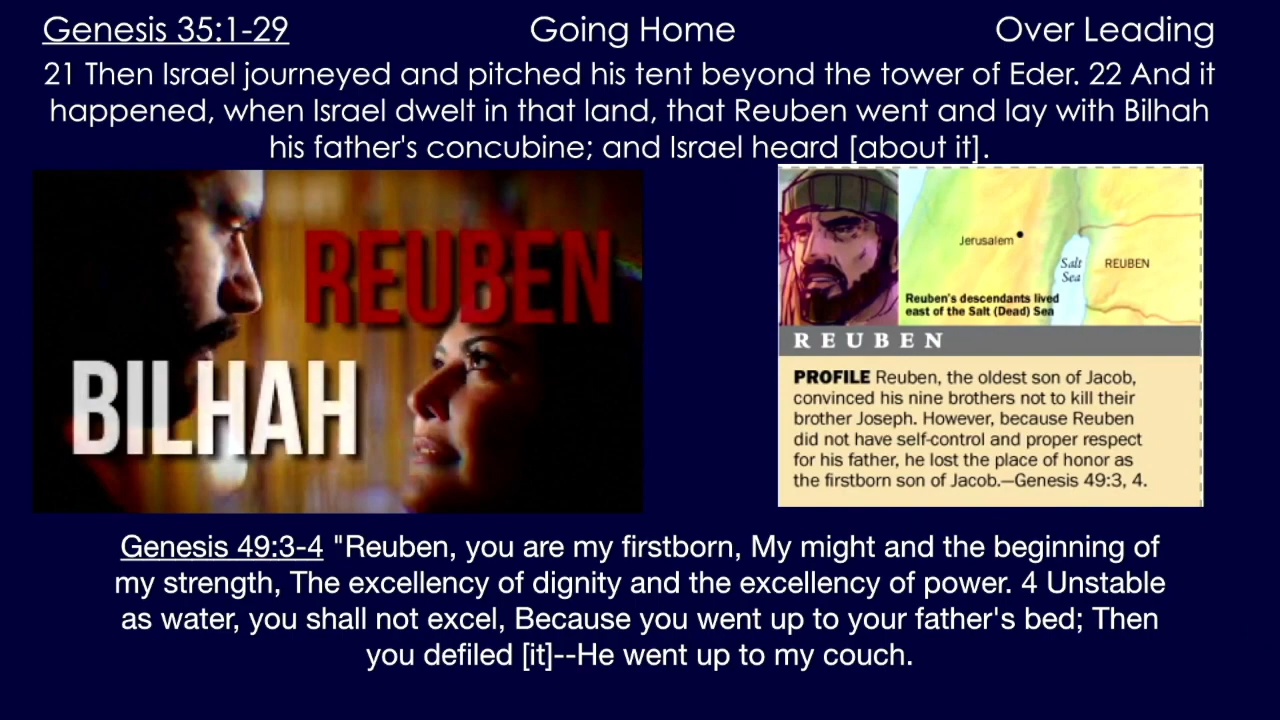 Genesis 35:1-29 Going Home Over Leading
21 Then Israel journeyed and pitched his tent beyond the tower of Eder. 22 And it
happened, when Israel dwelt in that land, that Reuben went and lay with Bilhah
his father's concubine; and Israel heard [about it].
REUBEN
BILHAH
Jerusalem
Salt
Sea
REUBEN
Reuben's descendants lived
east of the Salt (Dead) Sea
REUBEN
PROFILE Reuben, the oldest son of Jacob,
convinced his nine brothers not to kill their
brother Joseph. However, because Reuben
did not have self-control and proper respect
for his father, he lost the place of honor as
the firstborn son of Jacob.—Genesis 49:3, 4.
Genesis 49:3-4 "Reuben, you are my firstborn, My might and the beginning of
my strength, The excellency of dignity and the excellency of power. 4 Unstable
as water, you shall not excel, Because you went up to your father's bed; Then
you defiled [it]--He went up to my couch.